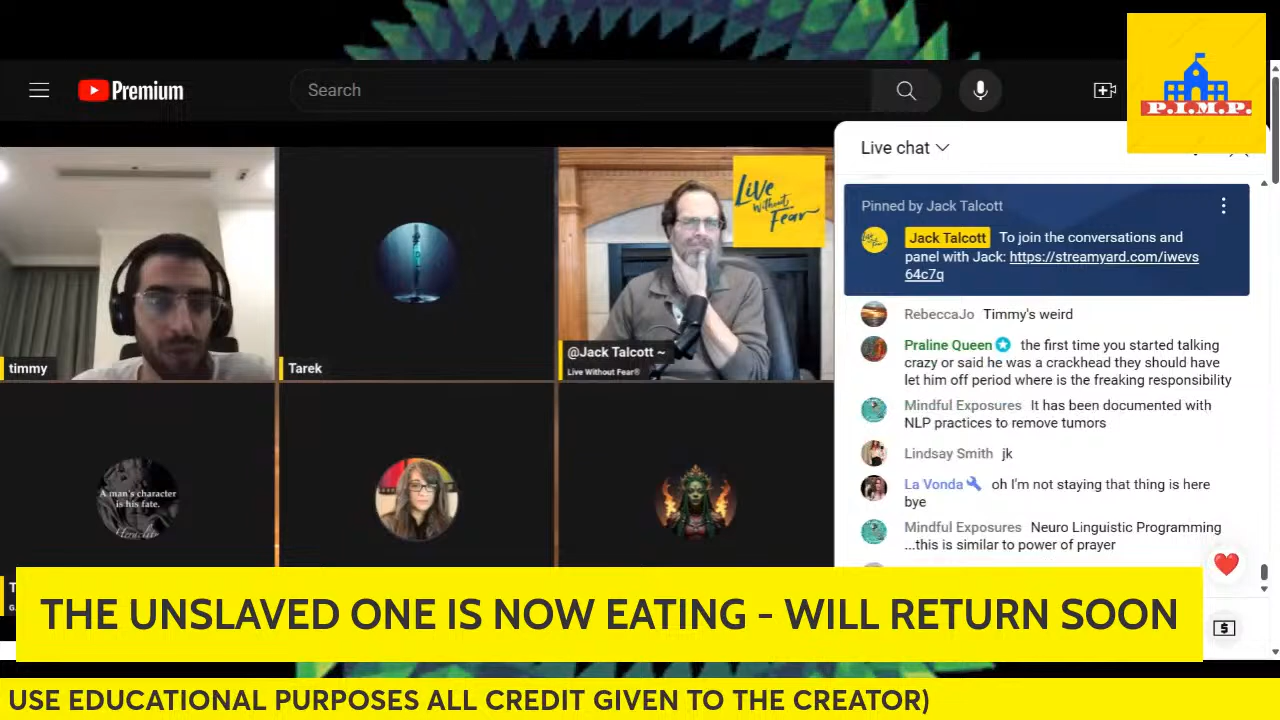 Premium
Search
P.I.M.P.
Live chat
Pinned by Jack Talcott
Jack Talcott To join the conversations and
panel with Jack: https://streamyard.com/iwevs
64c7q
RebeccaJo Timmy's weird
Praline Queen the first time you started talking
crazy or said he was a crackhead they should have
let him off period where is the freaking responsibility
Mindful Exposures It has been documented with
NLP practices to remove tumors
Lindsay Smith jk
La Vonda oh I'm not staying that thing is here
bye
Mindful Exposures Neuro Linguistic Programming
...this is similar to power of prayer
Live
Without
Fear
timmy
Tarek
@Jack Talcott ~
Live Without Fear®
A man's character
is his fate.
THE UNSLAVED ONE IS NOW EATING - WILL RETURN SOON
USE EDUCATIONAL PURPOSES ALL CREDIT GIVEN TO THE CREATOR)